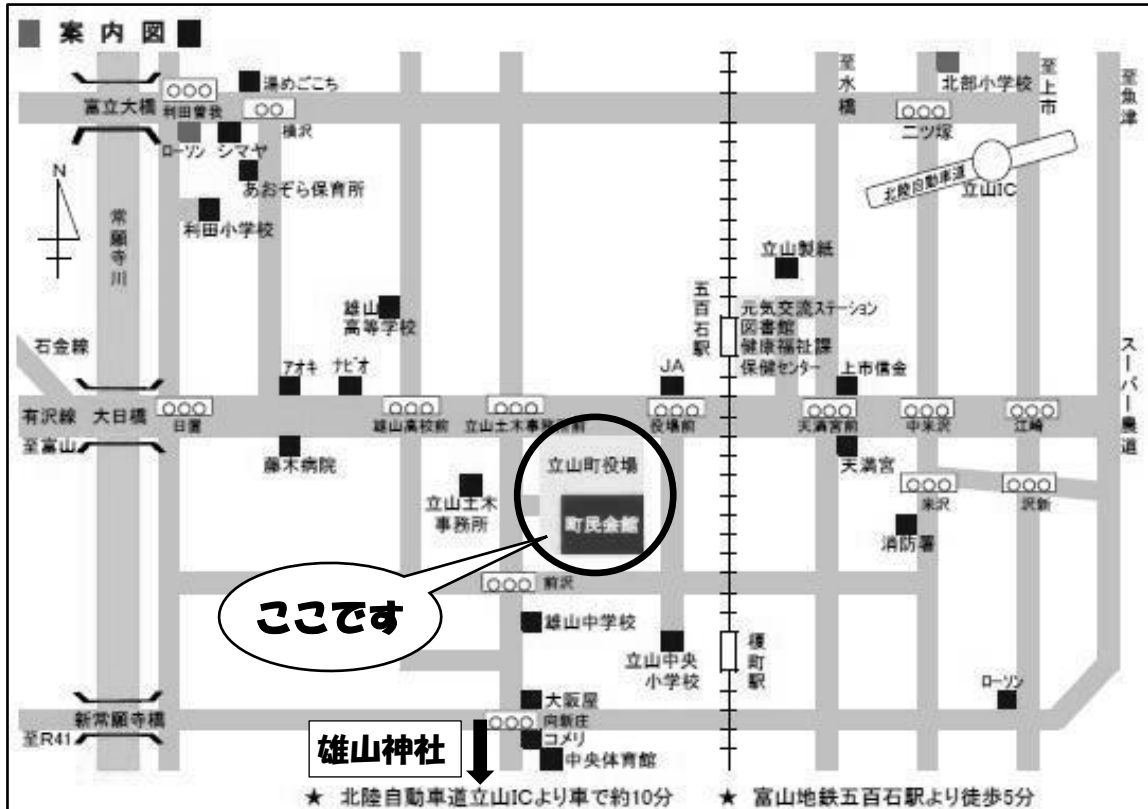 案内図
湯めごこち
富立大橋
利田曽我
横沢
ローソン
シマヤ
あおぞら保育所
利田小学校
N
常願寺川
至水橋
北部小学校
至上市
至魚津
二ツ塚
北陸自動車道
立山IC
立山製紙
雄山
高等学校
五百石駅
元気交流ステーション
図書館
健康福祉課
保健センター
上市信金
石金線
アオキ
ナビオ
JA
スーパー農道
有沢線
大日橋
日置
雄山高校前
立山土木事務所前
役場前
天満宮前
中米沢
江崎
至富山
藤木病院
立山町役場
天満宮
立山土木
事務所
町民会館
米沢
沢新
消防署
ここです
前沢
雄山中学校
立山中央
小学校
榎町駅
ローソン
大阪屋
新常願寺橋
向新庄
至R41
雄山神社
コメリ
中央体育館
★ 北陸自動車道立山ICより車で約10分
★ 富山地鉄五百石駅より徒歩5分